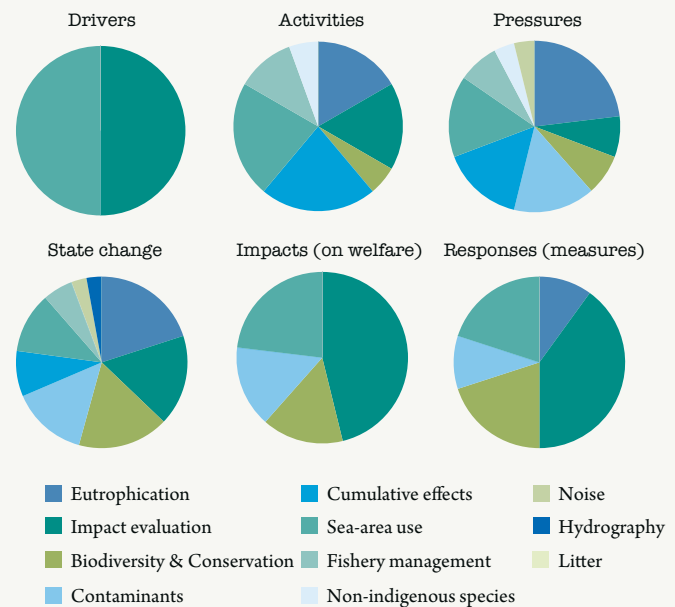 Drivers
Activities
Pressures
State change
Impacts (on welfare)
Responses (measures)
Eutrophication
Impact evaluation
Biodiversity & Conservation
Contaminants
Cumulative effects
Sea-area use
Fishery management
Non-indigenous species
Noise
Hydrography
Litter